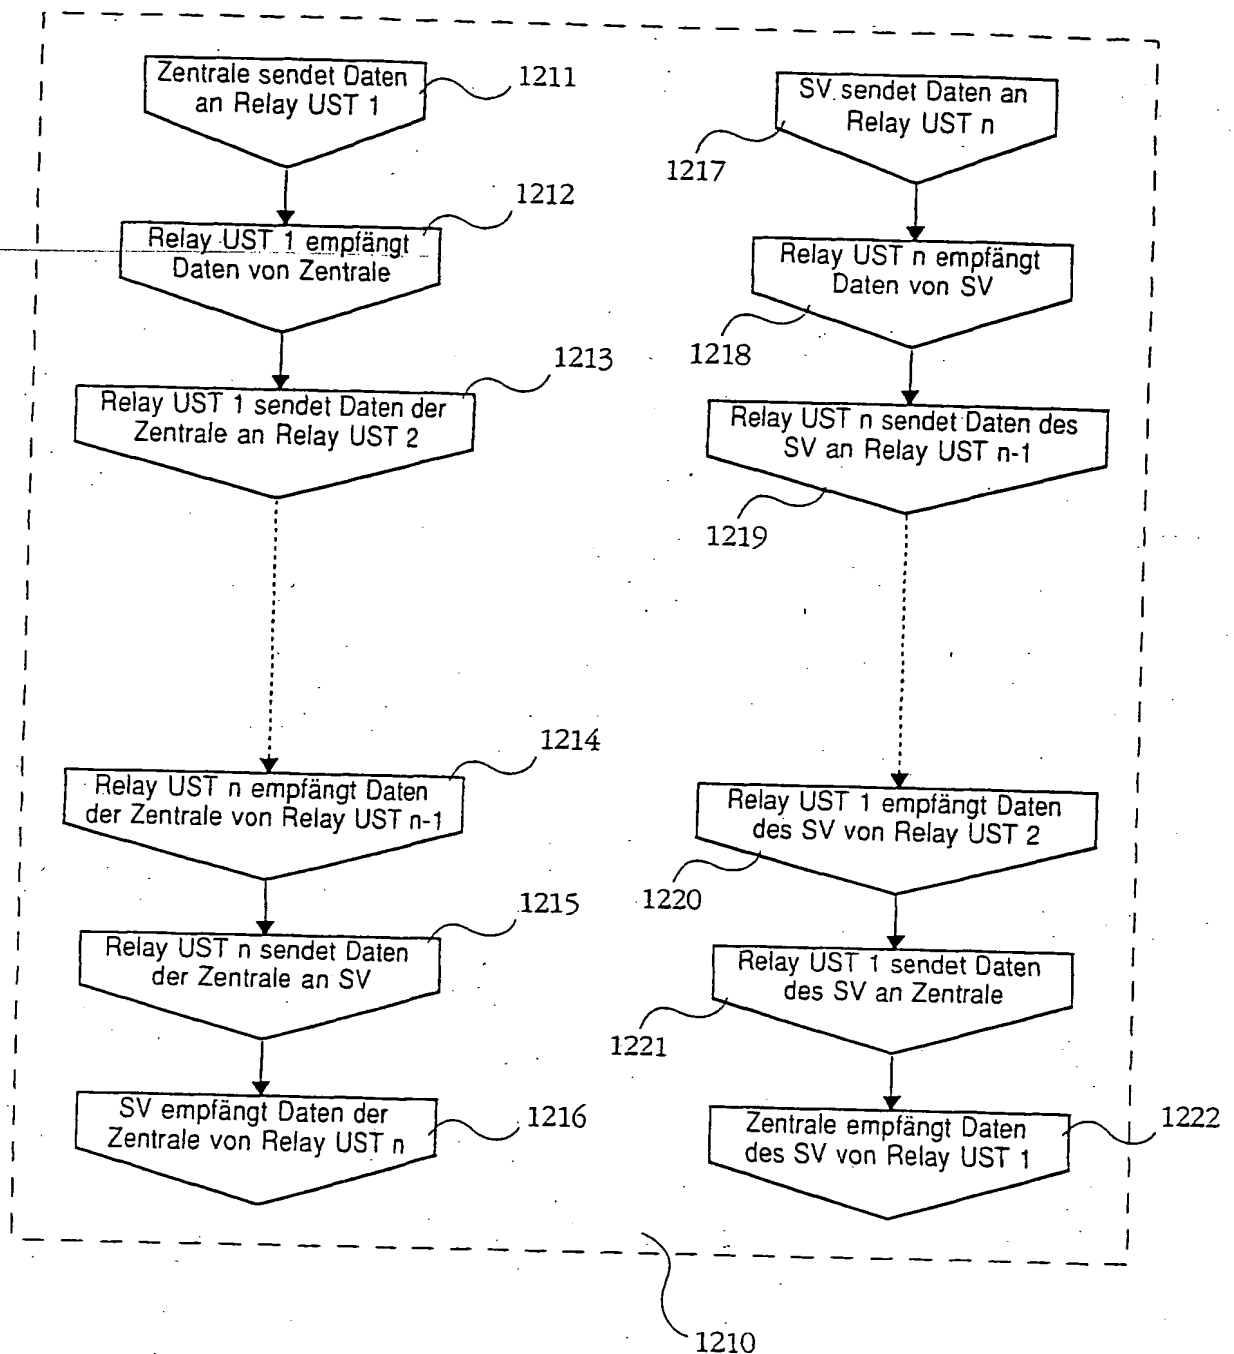 Zentrale sendet Daten
an Relay UST 1
1211
Relay UST 1 empfängt
Daten von Zentrale
1212
Relay UST 1 sendet Daten der
Zentrale an Relay UST 2
1213
Relay UST n empfängt Daten
der Zentrale von Relay UST n-1
1214
Relay UST n sendet Daten
der Zentrale an SV
1215
SV empfängt Daten der
Zentrale von Relay UST n
1216
SV sendet Daten an
Relay UST n
1217
Relay UST n empfängt
Daten von SV
1218
Relay UST n sendet Daten des
SV an Relay UST n-1
1219
Relay UST 1 empfängt Daten
des SV von Relay UST 2
1220
Relay UST 1 sendet Daten
des SV an Zentrale
1221
Zentrale empfängt Daten
des SV von Relay UST 1
1222
1210